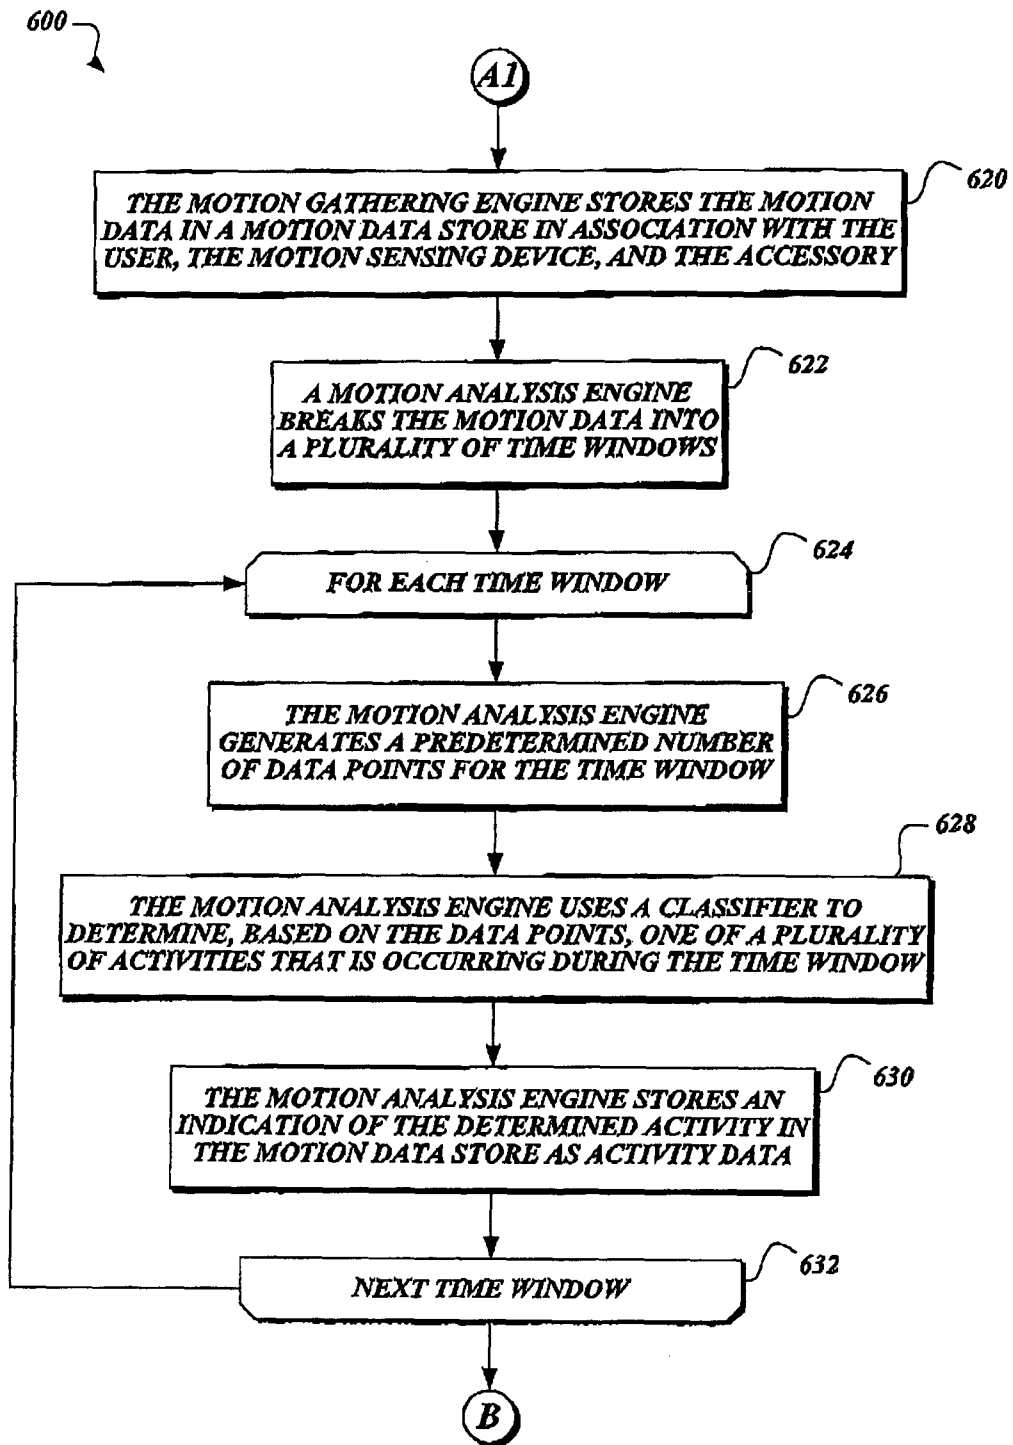 600
A1
620
THE MOTION GATHERING ENGINE STORES THE MOTION
DATA IN A MOTION DATA STORE IN ASSOCIATION WITH THE
USER, THE MOTION SENSING DEVICE, AND THE ACCESSORY
622
A MOTION ANALYSIS ENGINE
BREAKS THE MOTION DATA INTO
A PLURALITY OF TIME WINDOWS
624
FOR EACH TIME WINDOW
626
THE MOTION ANALYSIS ENGINE
GENERATES A PREDETERMINED NUMBER
OF DATA POINTS FOR THE TIME WINDOW
628
THE MOTION ANALYSIS ENGINE USES A CLASSIFIER TO
DETERMINE, BASED ON THE DATA POINTS, ONE OF A PLURALITY
OF ACTIVITIES THAT IS OCCURRING DURING THE TIME WINDOW
630
THE MOTION ANALYSIS ENGINE STORES AN
INDICATION OF THE DETERMINED ACTIVITY IN
THE MOTION DATA STORE AS ACTIVITY DATA
632
NEXT TIME WINDOW
B